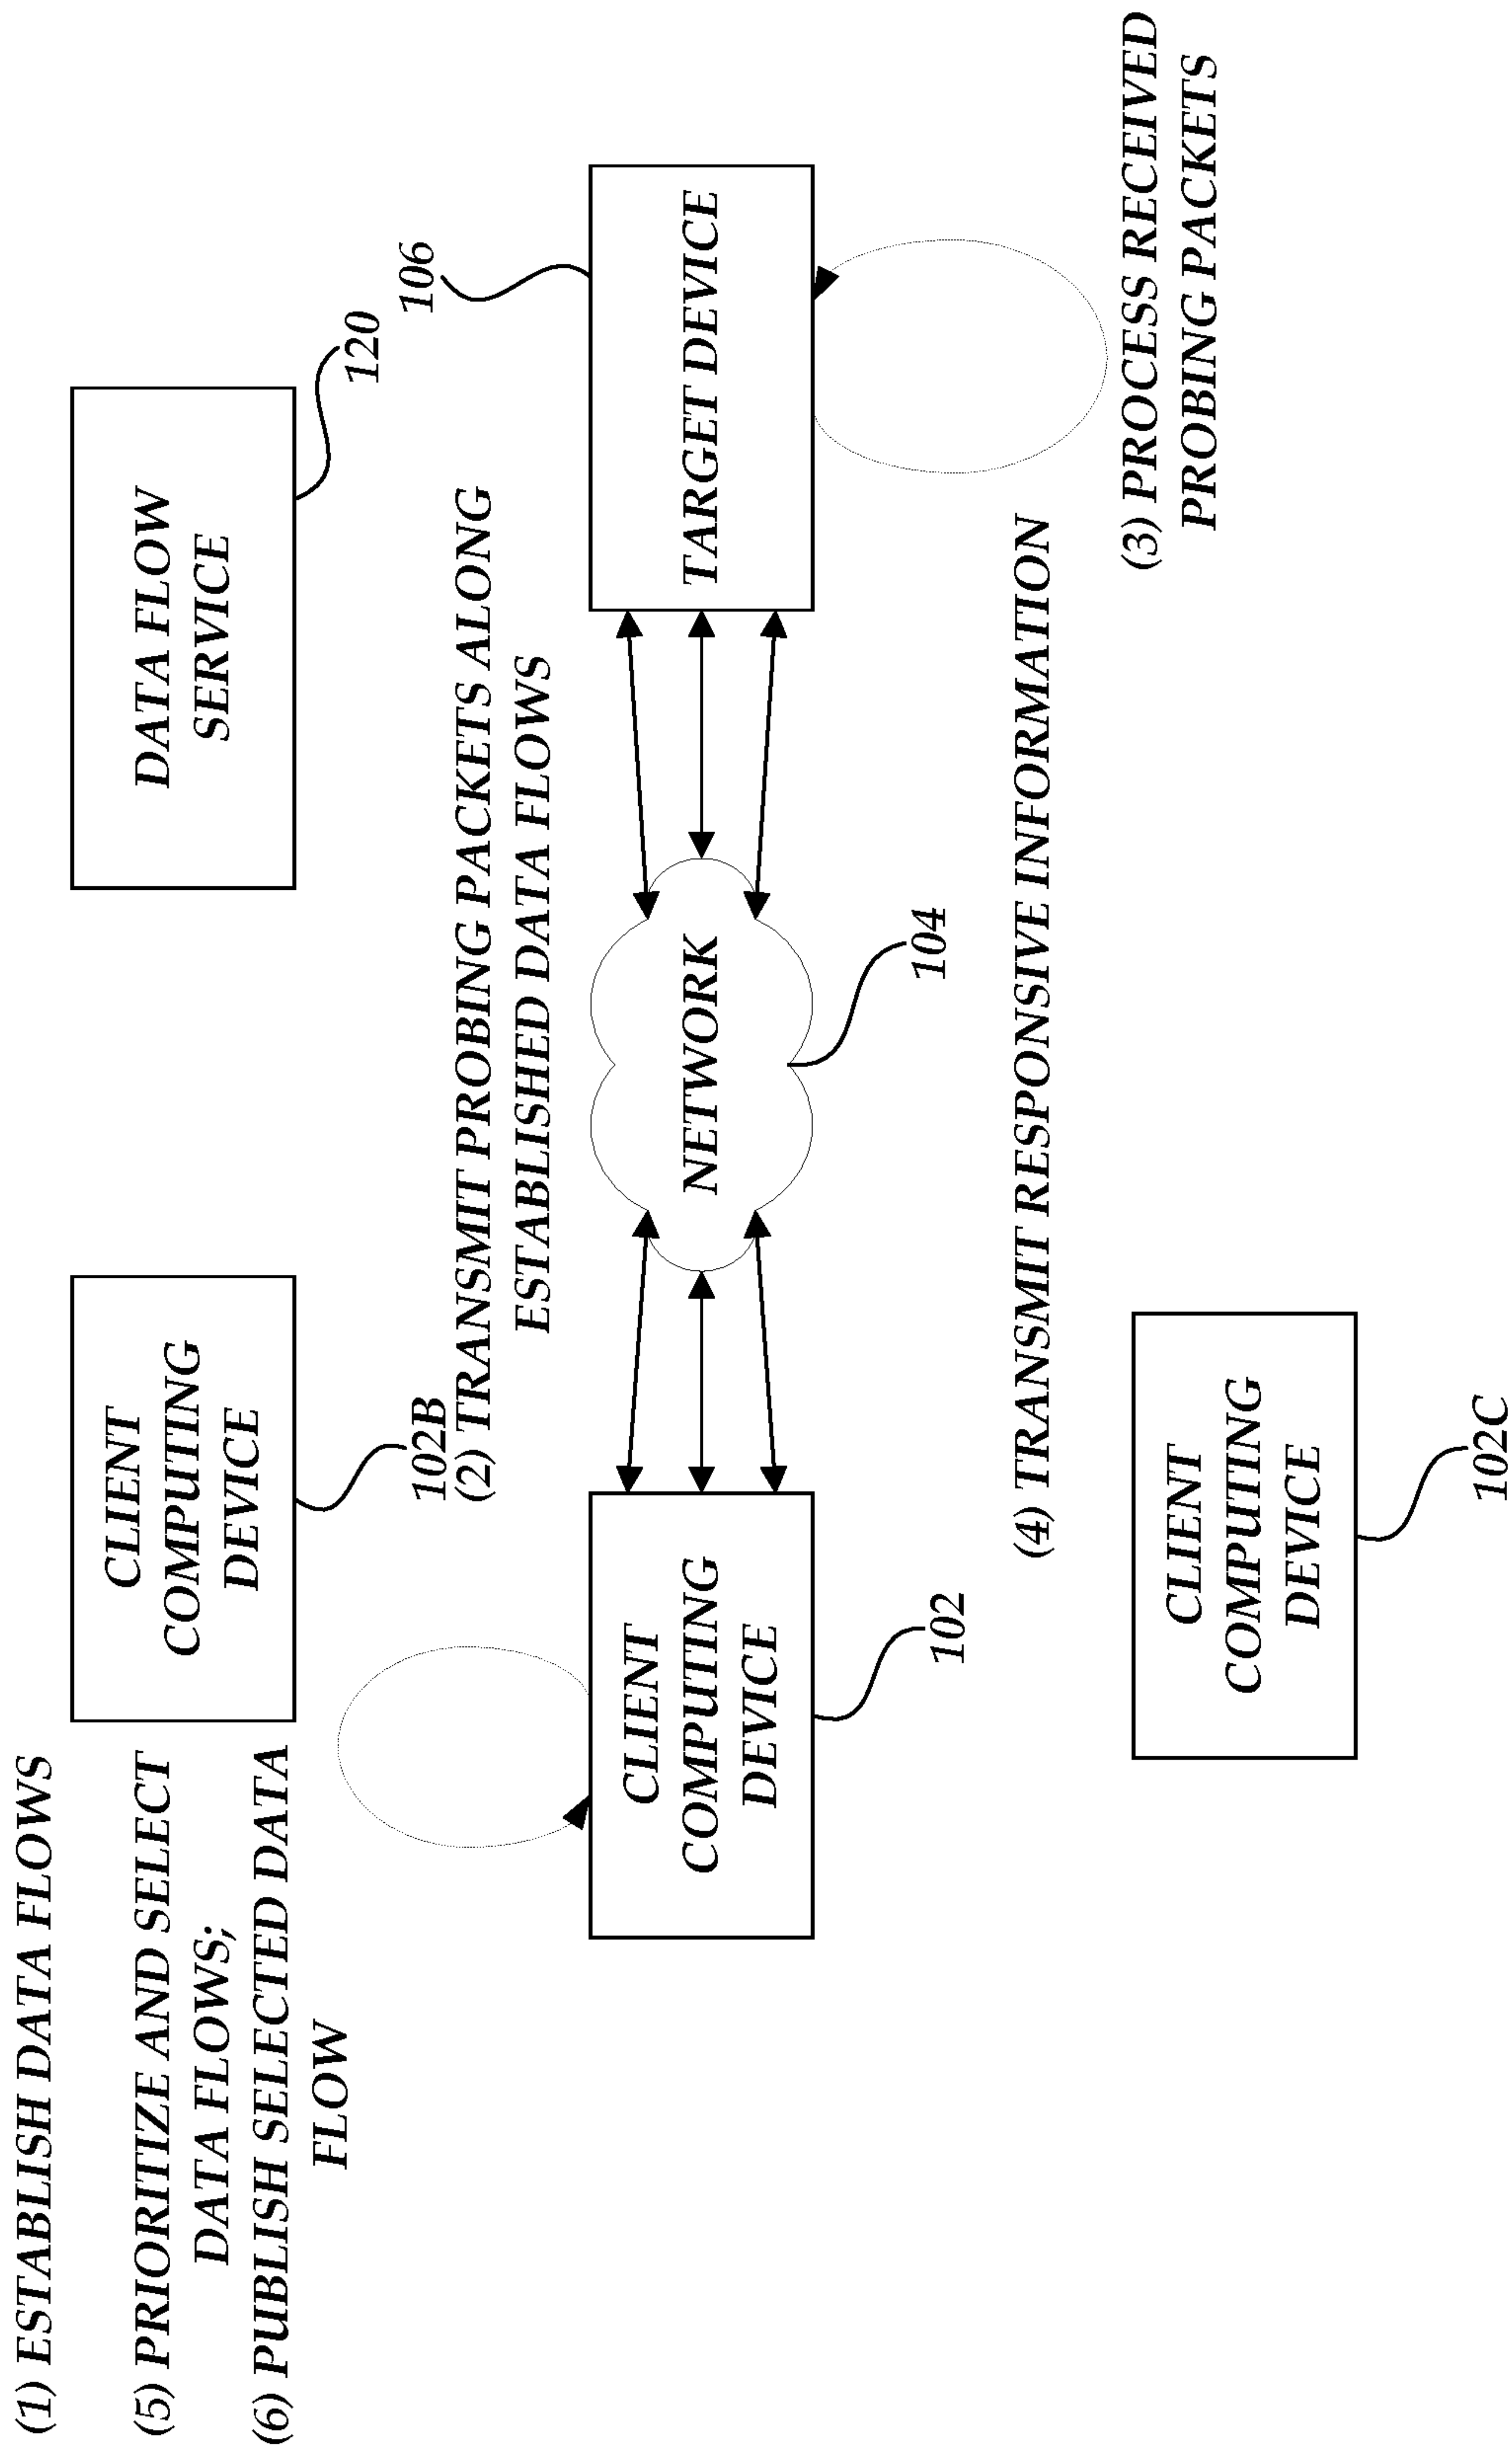 (1) ESTABLISH DATA FLOWS
(5) PRIORITIZE AND SELECT
DATA FLOWS;
(6) PUBLISH SELECTED DATA
FLOW
CLIENT
COMPUTING
DEVICE
102B
DATA FLOW
SERVICE
120
106
(2) TRANSMIT PROBING PACKETS ALONG
ESTABLISHED DATA FLOWS
CLIENT
COMPUTING
DEVICE
102
NETWORK
104
TARGET DEVICE
(4) TRANSMIT RESPONSIVE INFORMATION
(3) PROCESS RECEIVED
PROBING PACKETS
CLIENT
COMPUTING
DEVICE
102C